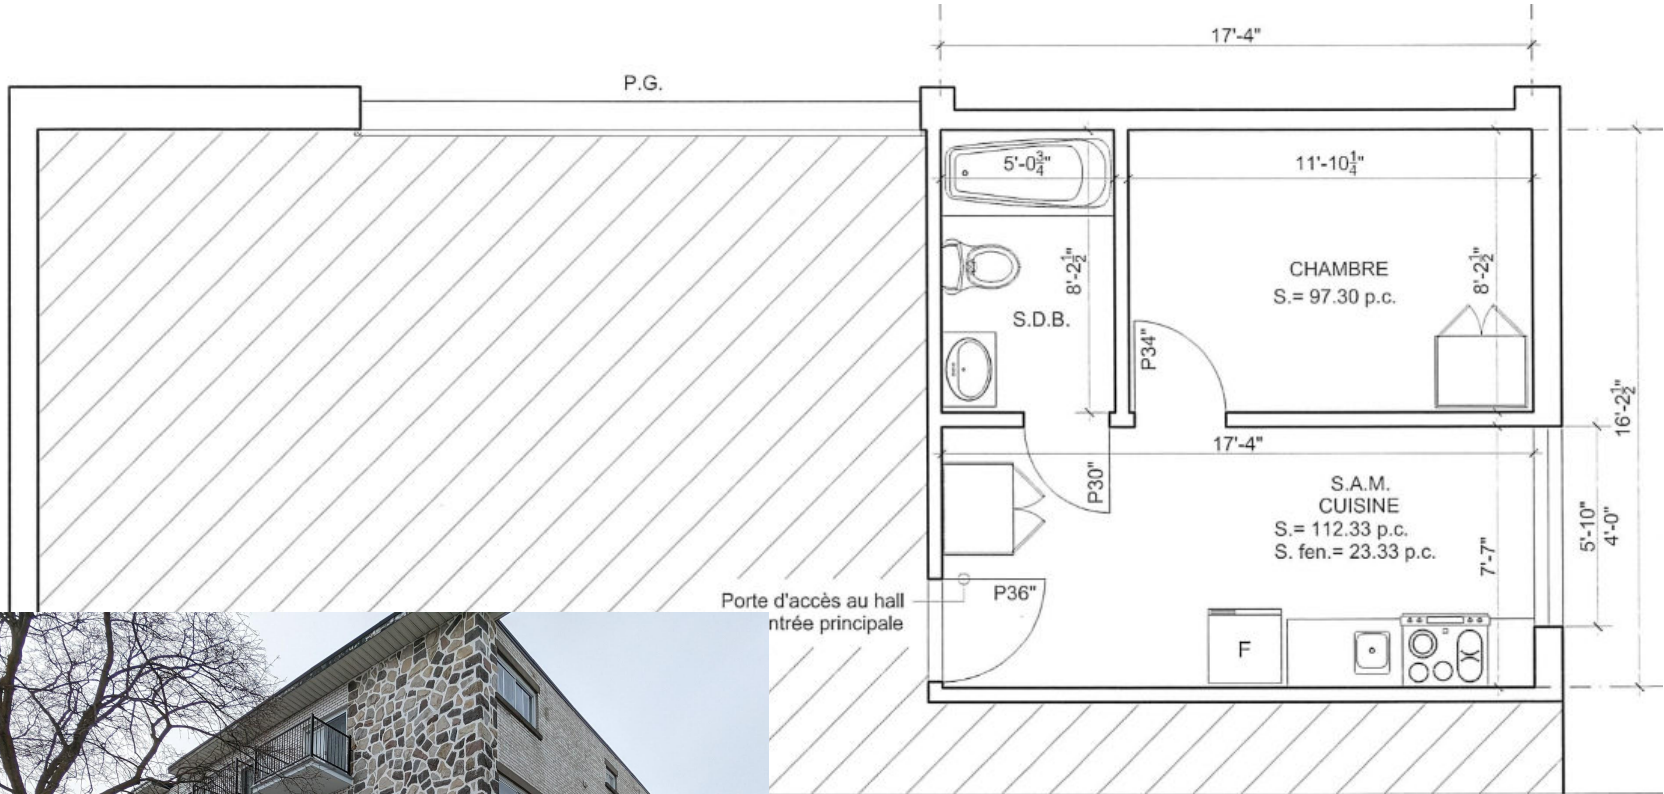 17'-4"
P.G.
5'-0¾"
11'-10¼"
8'-2½"
CHAMBRE
S.= 97.30 p.c.
8'-2½"
S.D.B.
P34"
16'-2½"
17'-4"
P30"
S.A.M.
CUISINE
S.= 112.33 p.c.
S. fen.= 23.33 p.c.
7'-7"
5'-10"
4'-0"
Porte d'accès au hall
ntrée principale
P36"
F